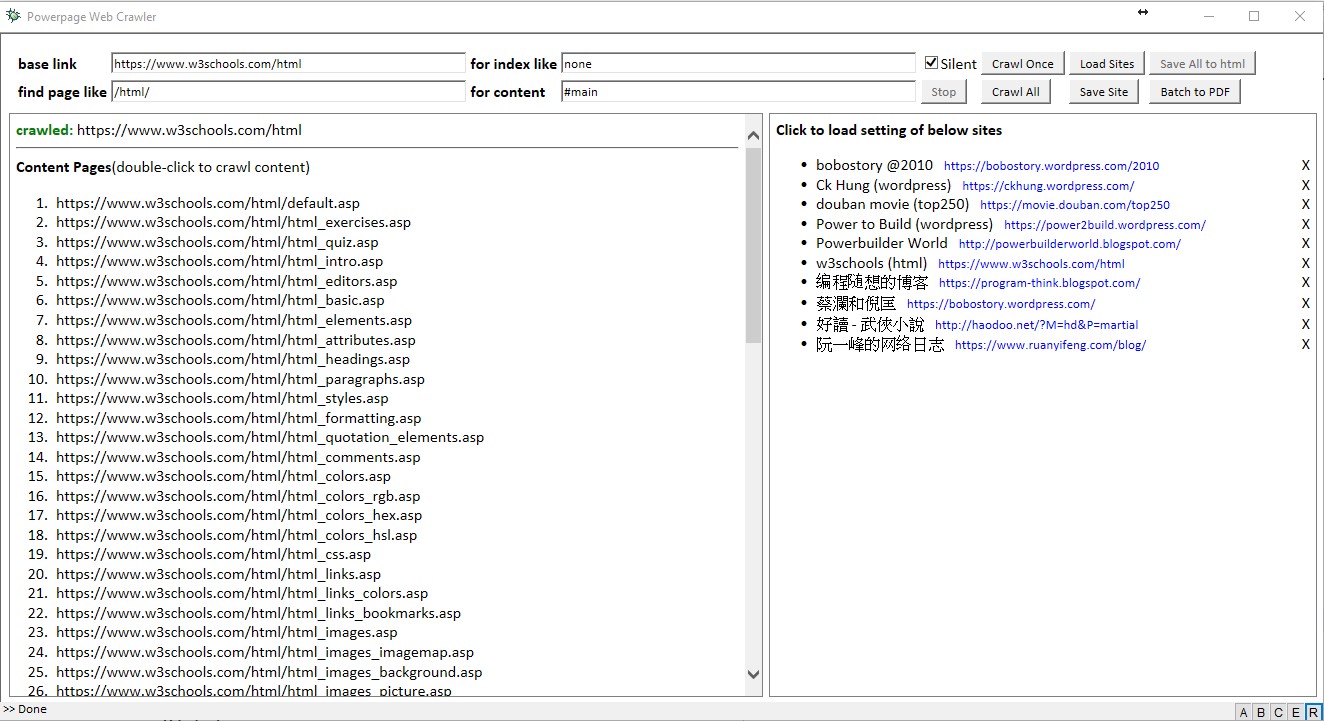 Powerpage Web Crawler
base link https://www.w3schools.com/html for index like none Silent Crawl Once Load Sites Save All to html
find page like /html/ for content #main Stop Crawl All Save Site Batch to PDF
crawled: https://www.w3schools.com/html
Content Pages(double-click to crawl content)
1. https://www.w3schools.com/html/default.asp
2. https://www.w3schools.com/html/html_exercises.asp
3. https://www.w3schools.com/html/html_quiz.asp
4. https://www.w3schools.com/html/html_intro.asp
5. https://www.w3schools.com/html/html_editors.asp
6. https://www.w3schools.com/html/html_basic.asp
7. https://www.w3schools.com/html/html_elements.asp
8. https://www.w3schools.com/html/html_attributes.asp
9. https://www.w3schools.com/html/html_headings.asp
10. https://www.w3schools.com/html/html_paragraphs.asp
11. https://www.w3schools.com/html/html_styles.asp
12. https://www.w3schools.com/html/html_formatting.asp
13. https://www.w3schools.com/html/html_quotation_elements.asp
14. https://www.w3schools.com/html/html_comments.asp
15. https://www.w3schools.com/html/html_colors.asp
16. https://www.w3schools.com/html/html_colors_rgb.asp
17. https://www.w3schools.com/html/html_colors_hex.asp
18. https://www.w3schools.com/html/html_colors_hsl.asp
19. https://www.w3schools.com/html/html_css.asp
20. https://www.w3schools.com/html/html_links.asp
21. https://www.w3schools.com/html/html_links_colors.asp
22. https://www.w3schools.com/html/html_links_bookmarks.asp
23. https://www.w3schools.com/html/html_images.asp
24. https://www.w3schools.com/html/html_images_imagemap.asp
25. https://www.w3schools.com/html/html_images_background.asp
26. https://www.w3schools.com/html/html_images_picture.asp
Click to load setting of below sites
• bobostory @2010 https://bobostory.wordpress.com/2010 X
• Ck Hung (wordpress) https://ckhung.wordpress.com/ X
• douban movie (top250) https://movie.douban.com/top250 X
• Power to Build (wordpress) https://power2build.wordpress.com/ X
• Powerbuilder World http://powerbuilderworld.blogspot.com/ X
• w3schools (html) https://www.w3schools.com/html X
• 编程随想的博客 https://program-think.blogspot.com/ X
• 蔡瀾和倪匡 https://bobostory.wordpress.com/ X
• 好讀 - 武俠小說 http://haodoo.net/?M=hd&P=martial X
• 阮一峰的网络日志 https://www.ruanyifeng.com/blog/ X
>> Done
A B C E R